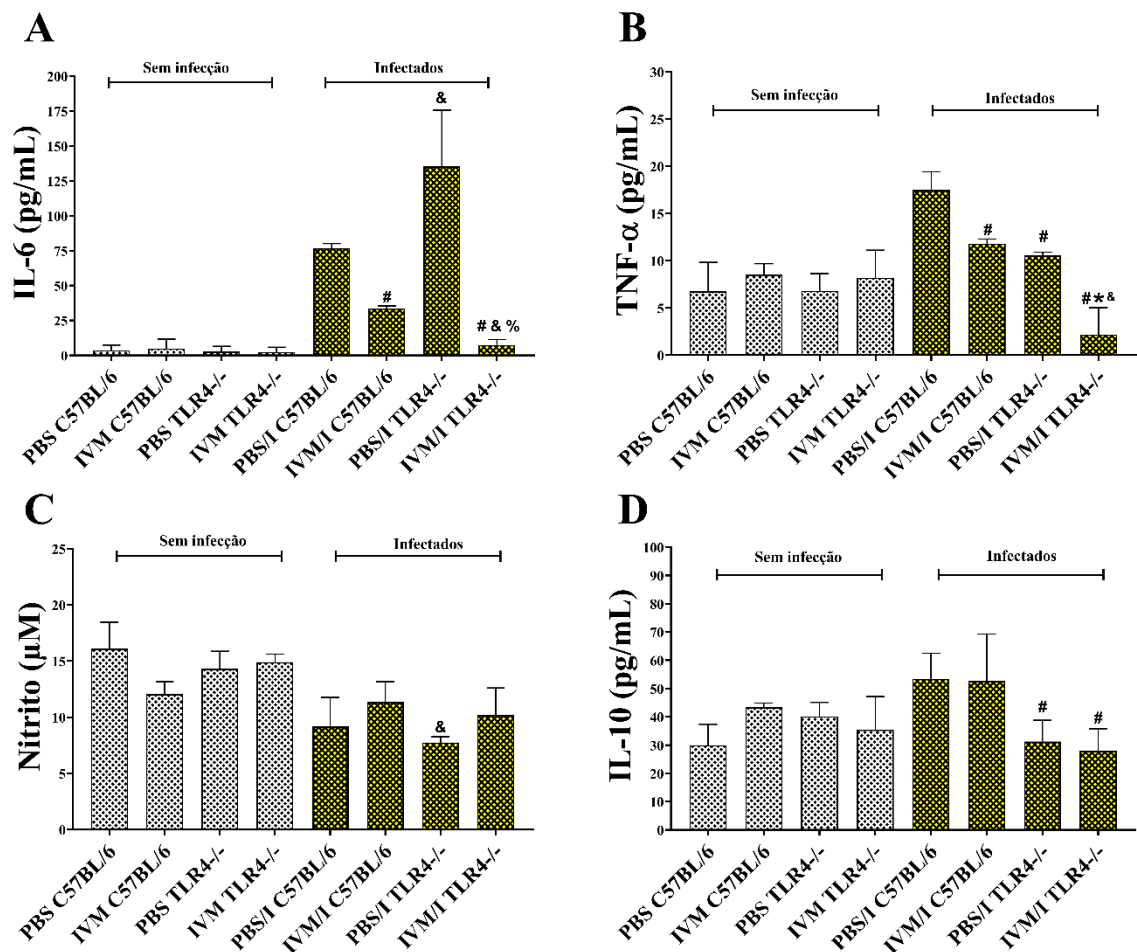 A
Sem infecção
Infectados
IL-6 (pg/mL)
200
175
150
125
100
75
50
25
0
#
&
# & %
PBS C57BL/6
IVM C57BL/6
PBS TLR4-/-
IVM TLR4-/-
PBS/I C57BL/6
IVM/I C57BL/6
PBS/I TLR4-/-
IVM/I TLR4-/-
B
Sem infecção
Infectados
TNF-α (pg/mL)
30
25
20
15
10
5
0
#
#
#*&
PBS C57BL/6
IVM C57BL/6
PBS TLR4-/-
IVM TLR4-/-
PBS/I C57BL/6
IVM/I C57BL/6
PBS/I TLR4-/-
IVM/I TLR4-/-
C
Sem infecção
Infectados
Nitrito (µM)
25
20
15
10
5
0
&
PBS C57BL/6
IVM C57BL/6
PBS TLR4-/-
IVM TLR4-/-
PBS/I C57BL/6
IVM/I C57BL/6
PBS/I TLR4-/-
IVM/I TLR4-/-
D
Sem infecção
Infectados
IL-10 (pg/mL)
100
90
80
70
60
50
40
30
20
10
0
#
#
PBS C57BL/6
IVM C57BL/6
PBS TLR4-/-
IVM TLR4-/-
PBS/I C57BL/6
IVM/I C57BL/6
PBS/I TLR4-/-
IVM/I TLR4-/-